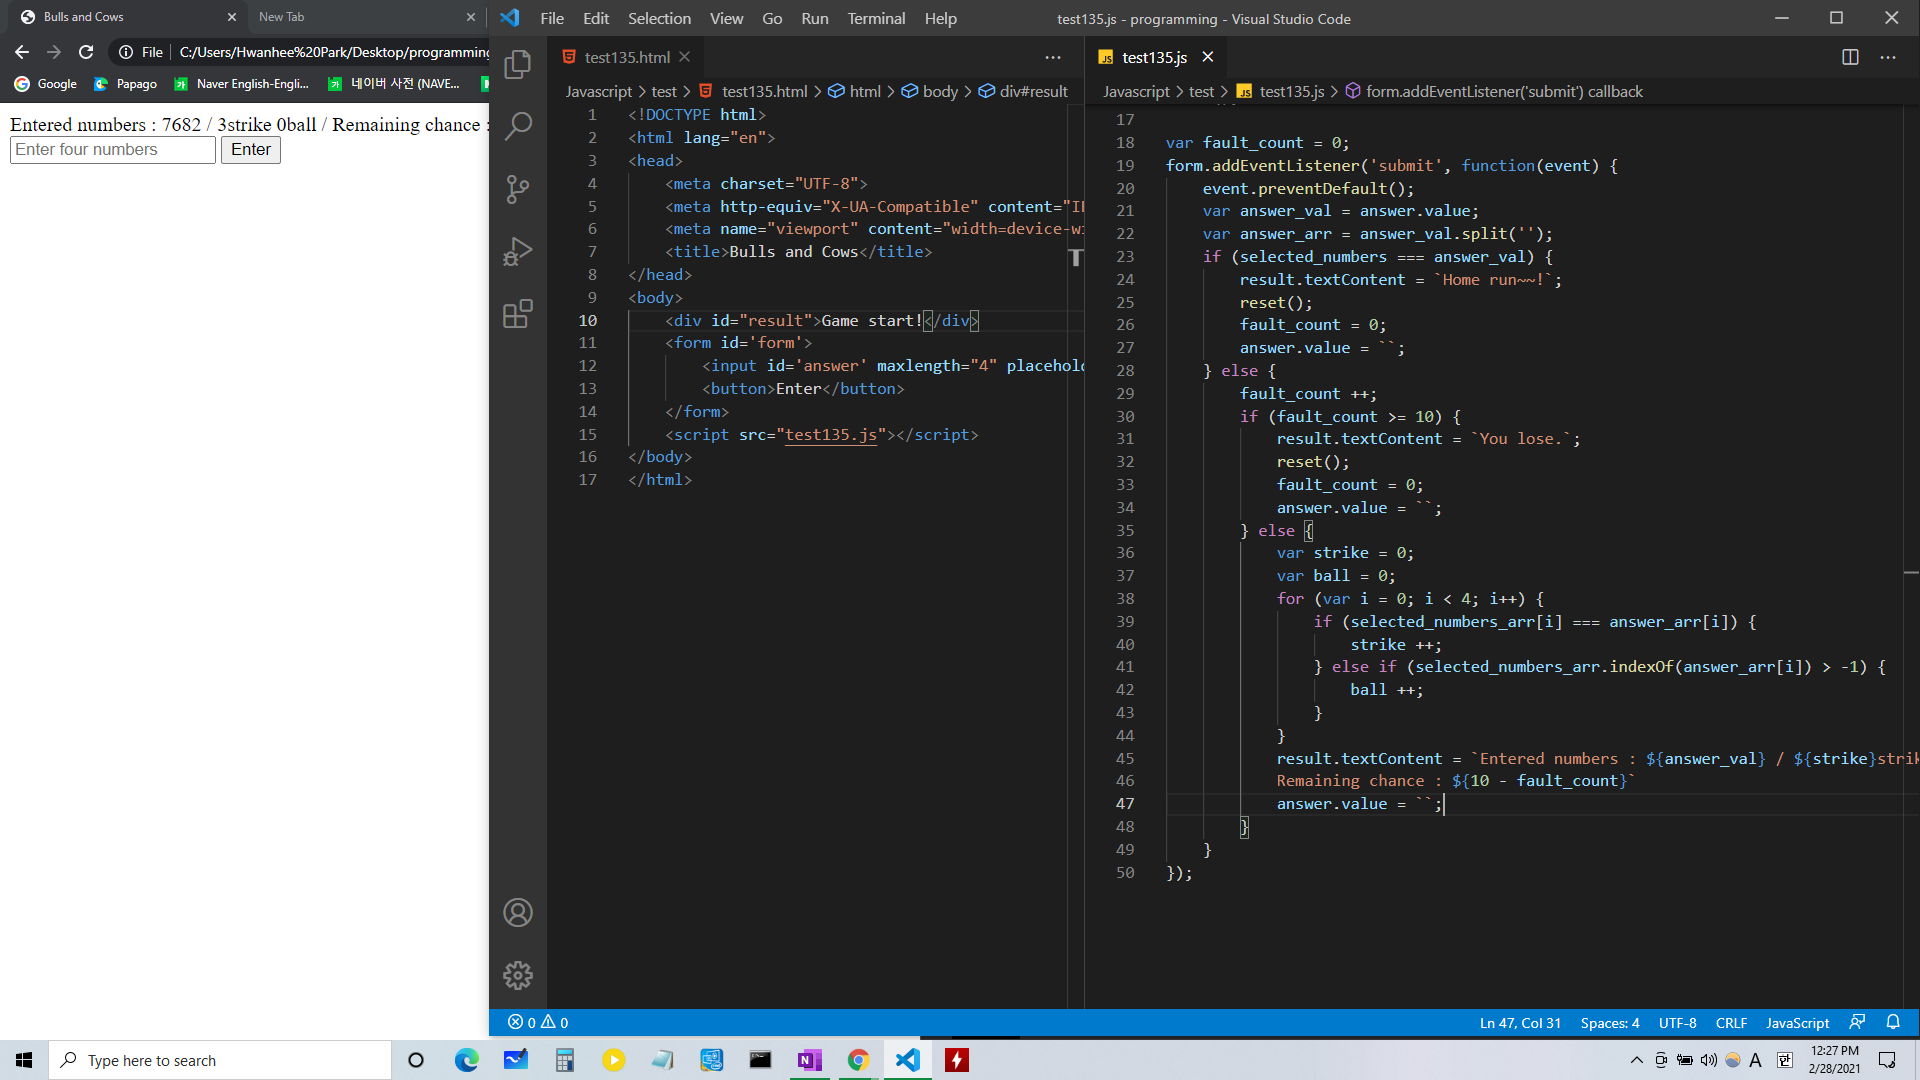 Bulls and Cows
New Tab
File
C:/Users/Hwanhee%20Park/Desktop/programming
Google
Papago
Naver English-Engli...
네이버 사전 (NAVE...
Entered numbers : 7682 / 3strike 0ball / Remaining chance :
Enter four numbers
Enter
File Edit Selection View Go Run Terminal Help
test135.js - programming - Visual Studio Code
test135.html
Javascript > test > test135.html > html > body > div#result
1 <!DOCTYPE html>
2 <html lang="en">
3 <head>
4 <meta charset="UTF-8">
5 <meta http-equiv="X-UA-Compatible" content="IE
6 <meta name="viewport" content="width=device-wi
7 <title>Bulls and Cows</title>
8 </head>
9 <body>
10 <div id="result">Game start!</div>
11 <form id='form'>
12 <input id='answer' maxlength="4" placehold
13 <button>Enter</button>
14 </form>
15 <script src="test135.js"></script>
16 </body>
17 </html>
JS test135.js
Javascript > test > JS test135.js > form.addEventListener('submit') callback
17
18 var fault_count = 0;
19 form.addEventListener('submit', function(event) {
20 event.preventDefault();
21 var answer_val = answer.value;
22 var answer_arr = answer_val.split('');
23 if (selected_numbers === answer_val) {
24 result.textContent = `Home run~~!`;
25 reset();
26 fault_count = 0;
27 answer.value = ``;
28 } else {
29 fault_count ++;
30 if (fault_count >= 10) {
31 result.textContent = `You lose.`;
32 reset();
33 fault_count = 0;
34 answer.value = ``;
35 } else {
36 var strike = 0;
37 var ball = 0;
38 for (var i = 0; i < 4; i++) {
39 if (selected_numbers_arr[i] === answer_arr[i]) {
40 strike ++;
41 } else if (selected_numbers_arr.indexOf(answer_arr[i]) > -1) {
42 ball ++;
43 }
44 }
45 result.textContent = `Entered numbers : ${answer_val} / ${strike}strik
46 Remaining chance : ${10 - fault_count}`
47 answer.value = ``;
48 }
49 }
50 });
0 0
Ln 47, Col 31 Spaces: 4 UTF-8 CRLF JavaScript
Type here to search
A
한
12:27 PM
2/28/2021